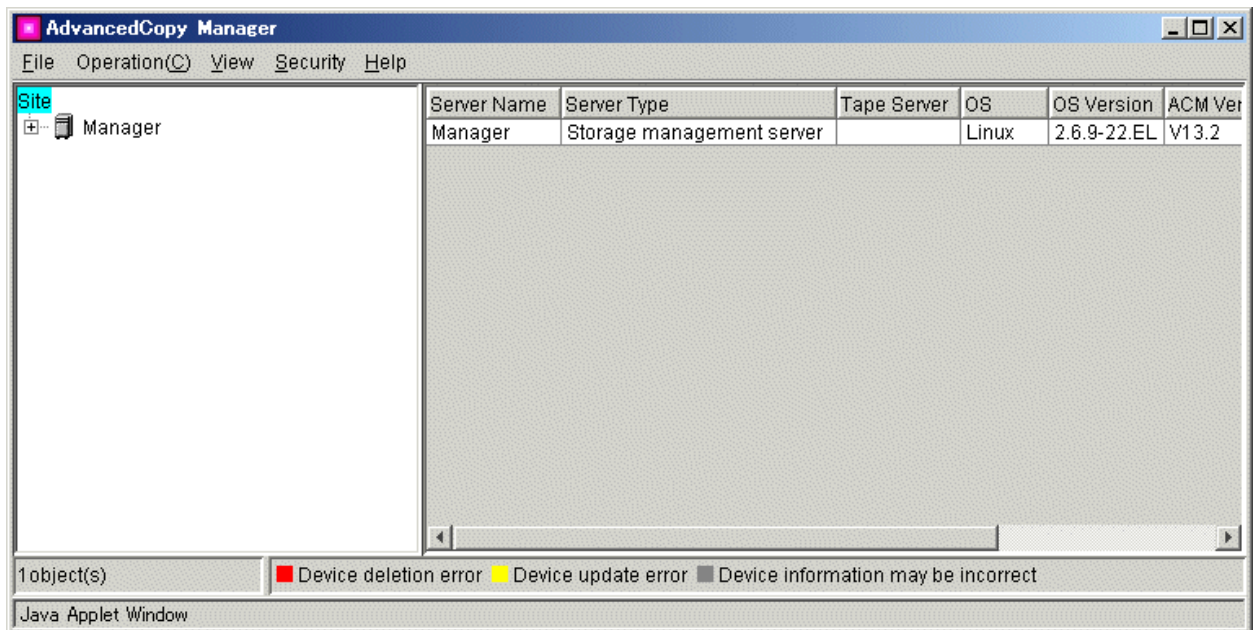 AdvancedCopy Manager
File Operation(C) View Security Help
Site
Manager
Server Name Server Type Tape Server OS OS Version ACM Ver
Manager Storage management server Linux 2.6.9-22.EL V13.2
1object(s) Device deletion error Device update error Device information may be incorrect
Java Applet Window